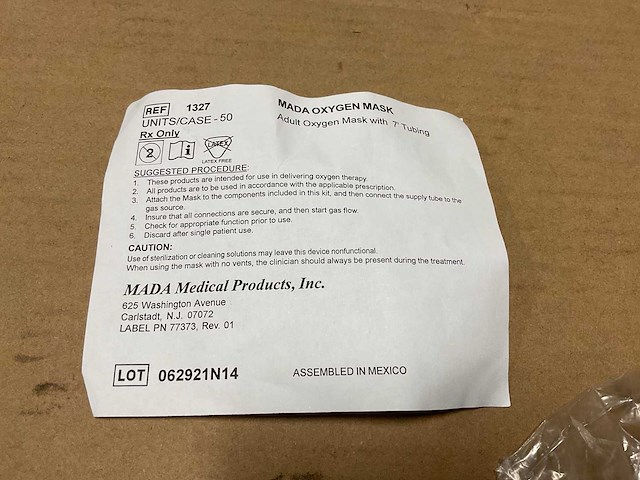 REF 1327
UNITS/CASE - 50
Rx Only
MADA OXYGEN MASK
Adult Oxygen Mask with 7' Tubing
2
i
LATEX
LATEX FREE
SUGGESTED PROCEDURE:
1. These products are intended for use in delivering oxygen therapy.
2. All products are to be used in accordance with the applicable prescription.
3. Attach the Mask to the components included in this kit, and then connect the supply tube to the
gas source.
4. Insure that all connections are secure, and then start gas flow.
5. Check for appropriate function prior to use.
6. Discard after single patient use.
CAUTION:
Use of sterilization or cleaning solutions may leave this device nonfunctional.
When using the mask with no vents, the clinician should always be present during the treatment.
MADA Medical Products, Inc.
625 Washington Avenue
Carlstadt, N.J. 07072
LABEL PN 77373, Rev. 01
LOT 062921N14
ASSEMBLED IN MEXICO